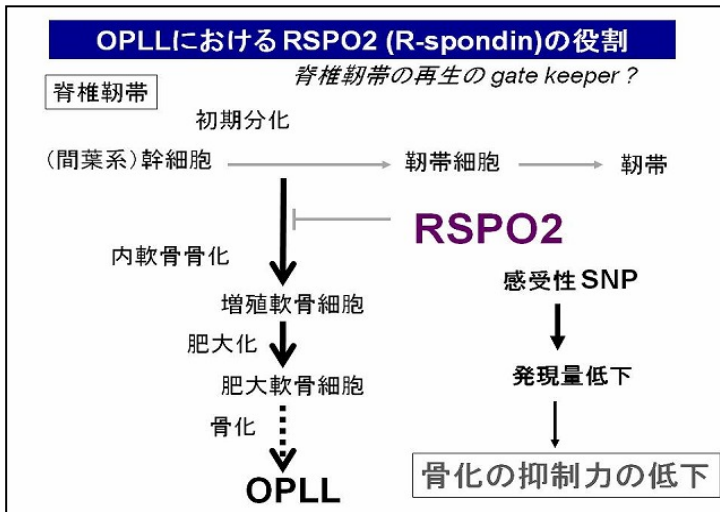 OPLLにおけるRSPO2 (R-spondin)の役割
脊椎靭帯の再生の gate keeper ?
脊椎靭帯
初期分化
(間葉系)幹細胞
靭帯細胞
靭帯
RSPO2
内軟骨骨化
増殖軟骨細胞
肥大化
肥大軟骨細胞
骨化
OPLL
感受性 SNP
発現量低下
骨化の抑制力の低下